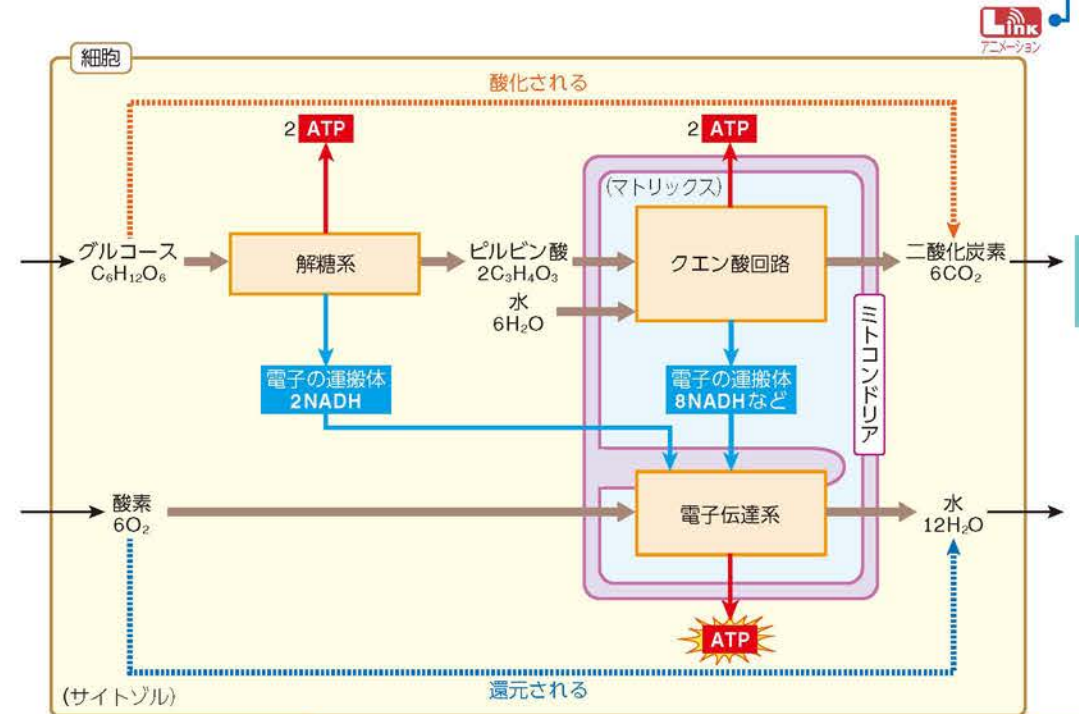 Link
アニメーション
細胞
酸化される
2 ATP
2 ATP
(マトリックス)
グルコース
C₆H₁₂O₆
解糖系
ピルビン酸
2C₃H₄O₃
水
6H₂O
クエン酸回路
二酸化炭素
6CO₂
ミトコンドリア
電子の運搬体
2NADH
電子の運搬体
8NADHなど
酸素
6O₂
電子伝達系
水
12H₂O
ATP
還元される
(サイトゾル)